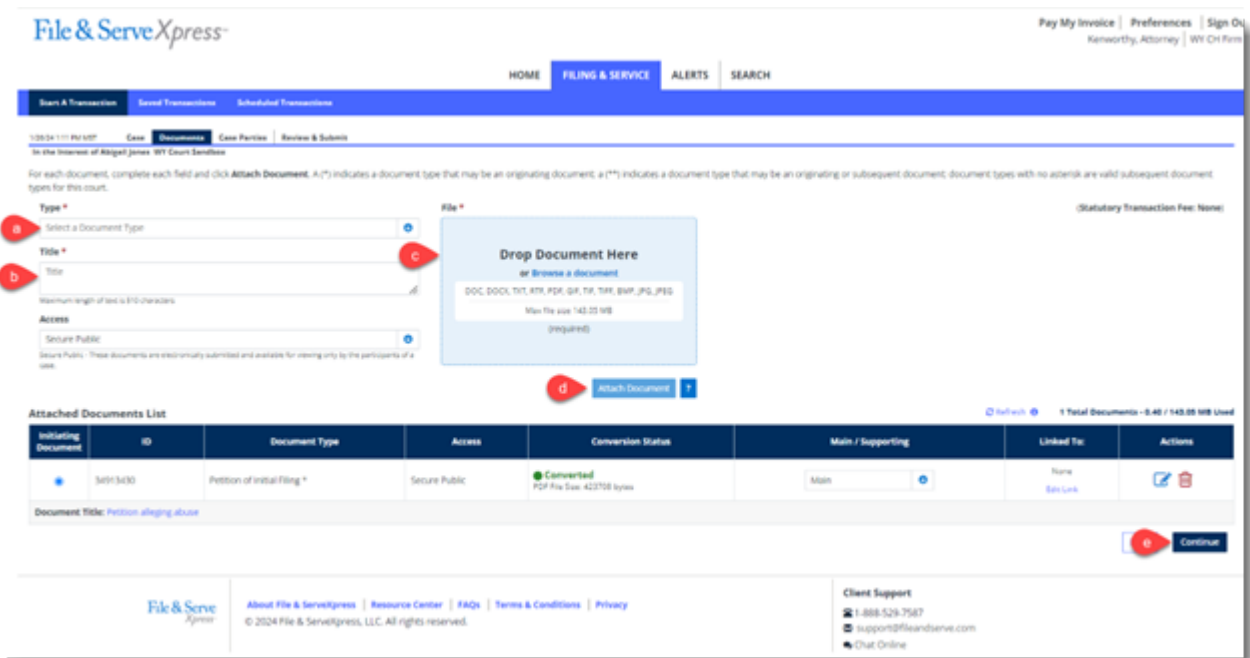 File & ServeXpress
Pay My Invoice | Preferences | Sign Ou
Kenworthy, Attorney | WY CH Firm
HOME FILING & SERVICE ALERTS SEARCH
Start A Transaction Saved Transactions Scheduled Transactions
1:11 PM MST Case Documents Case Parties Review & Submit
In the Interest of Abigail Jones WY Court Sandbox
For each document, complete each field and click Attach Document. A (*) indicates a document type that may be an originating document; a (**) indicates a document type that may be an originating or subsequent document; document types with no asterisk are valid subsequent document
types for this court.
Type * File * (Statutory Transaction Fee: None)
a Select a Document Type
Title *
b Title
Maximum length of text is 510 characters.
c Drop Document Here
or Browse a document
DOC, DOCX, TXT, RTF, PDF, GIF, TIF, TIFF, BMP, JPG, JPEG
Max file size 143.05 MB
(required)
Access
Secure Public
Secure Public - These documents are electronically submitted and available for viewing only by the participants of a
case.
d Attach Document ?
Attached Documents List Refresh 1 Total Documents - 0.40 / 143.05 MB Used
Initiating Document ID Document Type Access Conversion Status Main / Supporting Linked To: Actions
34913430 Petition of Initial Filing * Secure Public Converted Main None
PDF File Size: 423708 bytes Edit Link
Document Title: Petition alleging abuse
e Continue
File & Serve Xpress
About File & ServeXpress | Resource Center | FAQs | Terms & Conditions | Privacy
© 2024 File & ServeXpress, LLC. All rights reserved.
Client Support
1-888-529-7587
support@fileandserve.com
Chat Online